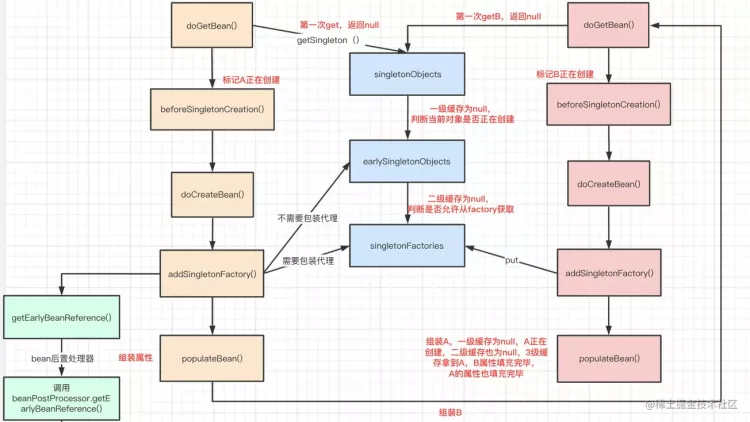 doGetBean()
第一次get，返回null
getSingleton（）
第一次getB，返回null
doGetBean()
singletonObjects
标记A正在创建
标记B正在创建
beforeSingletonCreation()
一级缓存为null，
判断当前对象是否正在创建
beforeSingletonCreation()
earlySingletonObjects
doCreateBean()
doCreateBean()
二级缓存为null，
判断是否允许从factory获取
不需要包装代理
singletonFactories
需要包装代理
put
addSingletonFactory()
addSingletonFactory()
getEarlyBeanReference()
bean后置处理器
组装属性
populateBean()
组装A，一级缓存为null，A正在
创建，二级缓存也为null，3级缓
存拿到A，B属性填充完毕，
A的属性也填充完毕
populateBean()
调用
beanPostProcessor.getE
arlyBeanReference()
组装B
@稀土掘金技术社区